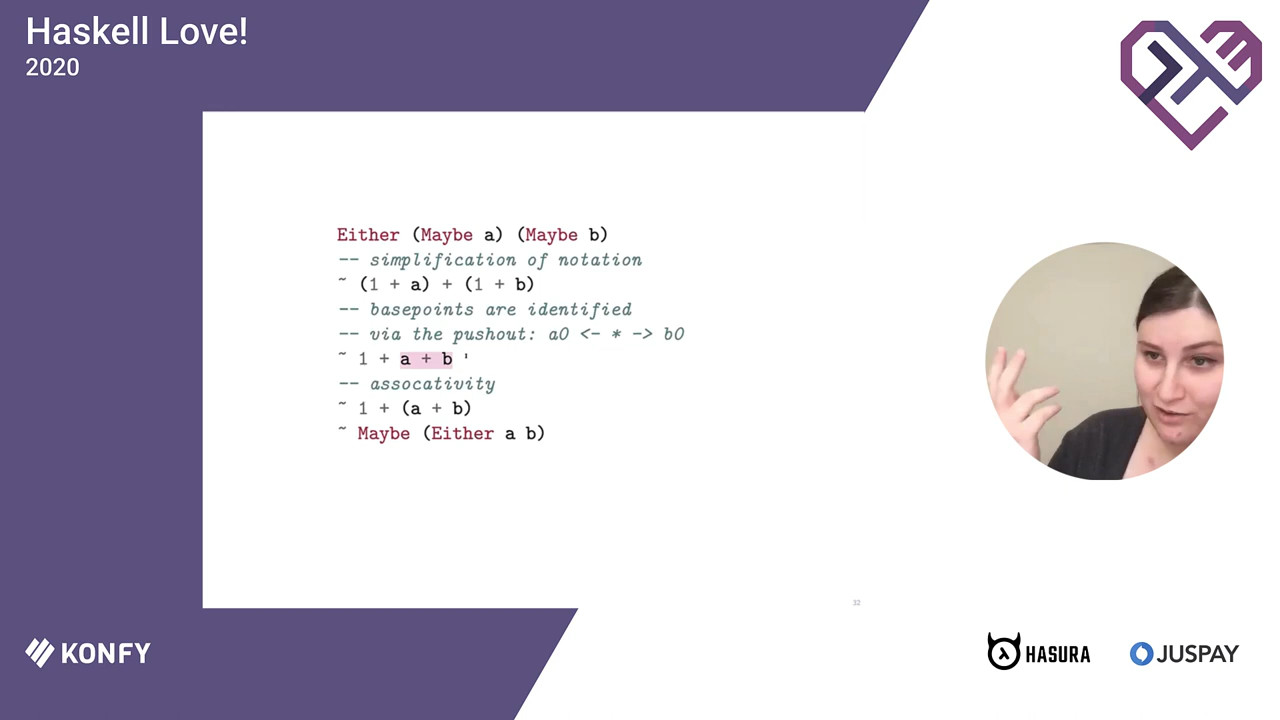 Haskell Love!
2020
Either (Maybe a) (Maybe b)
-- simplification of notation
~ (1 + a) + (1 + b)
-- basepoints are identified
-- via the pushout: a0 <- * -> b0
~ 1 + a + b '
-- assocativity
~ 1 + (a + b)
~ Maybe (Either a b)
32
KONFY
HASURA
JUSPAY